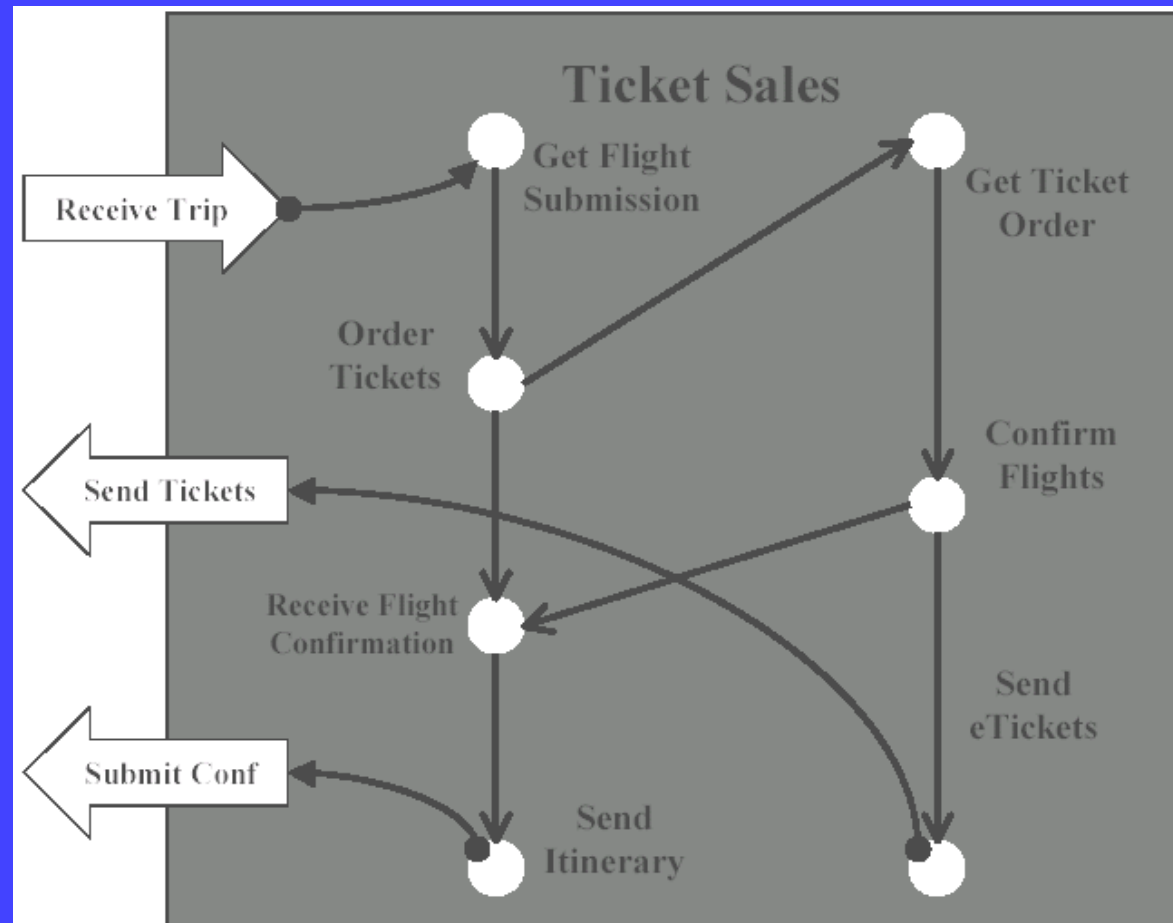 Ticket Sales
Get Flight
Submission
Get Ticket
Order
Receive Trip
Order
Tickets
Confirm
Flights
Send Tickets
Receive Flight
Confirmation
Send
eTickets
Submit Conf
Send
Itinerary